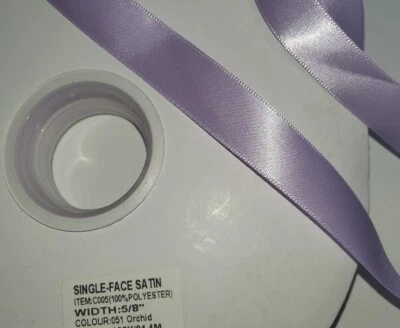 SINGLE-FACE SATIN
ITEM:C005(100%POLYESTER)
WIDTH:5/8"
COLOUR:051 Orchid